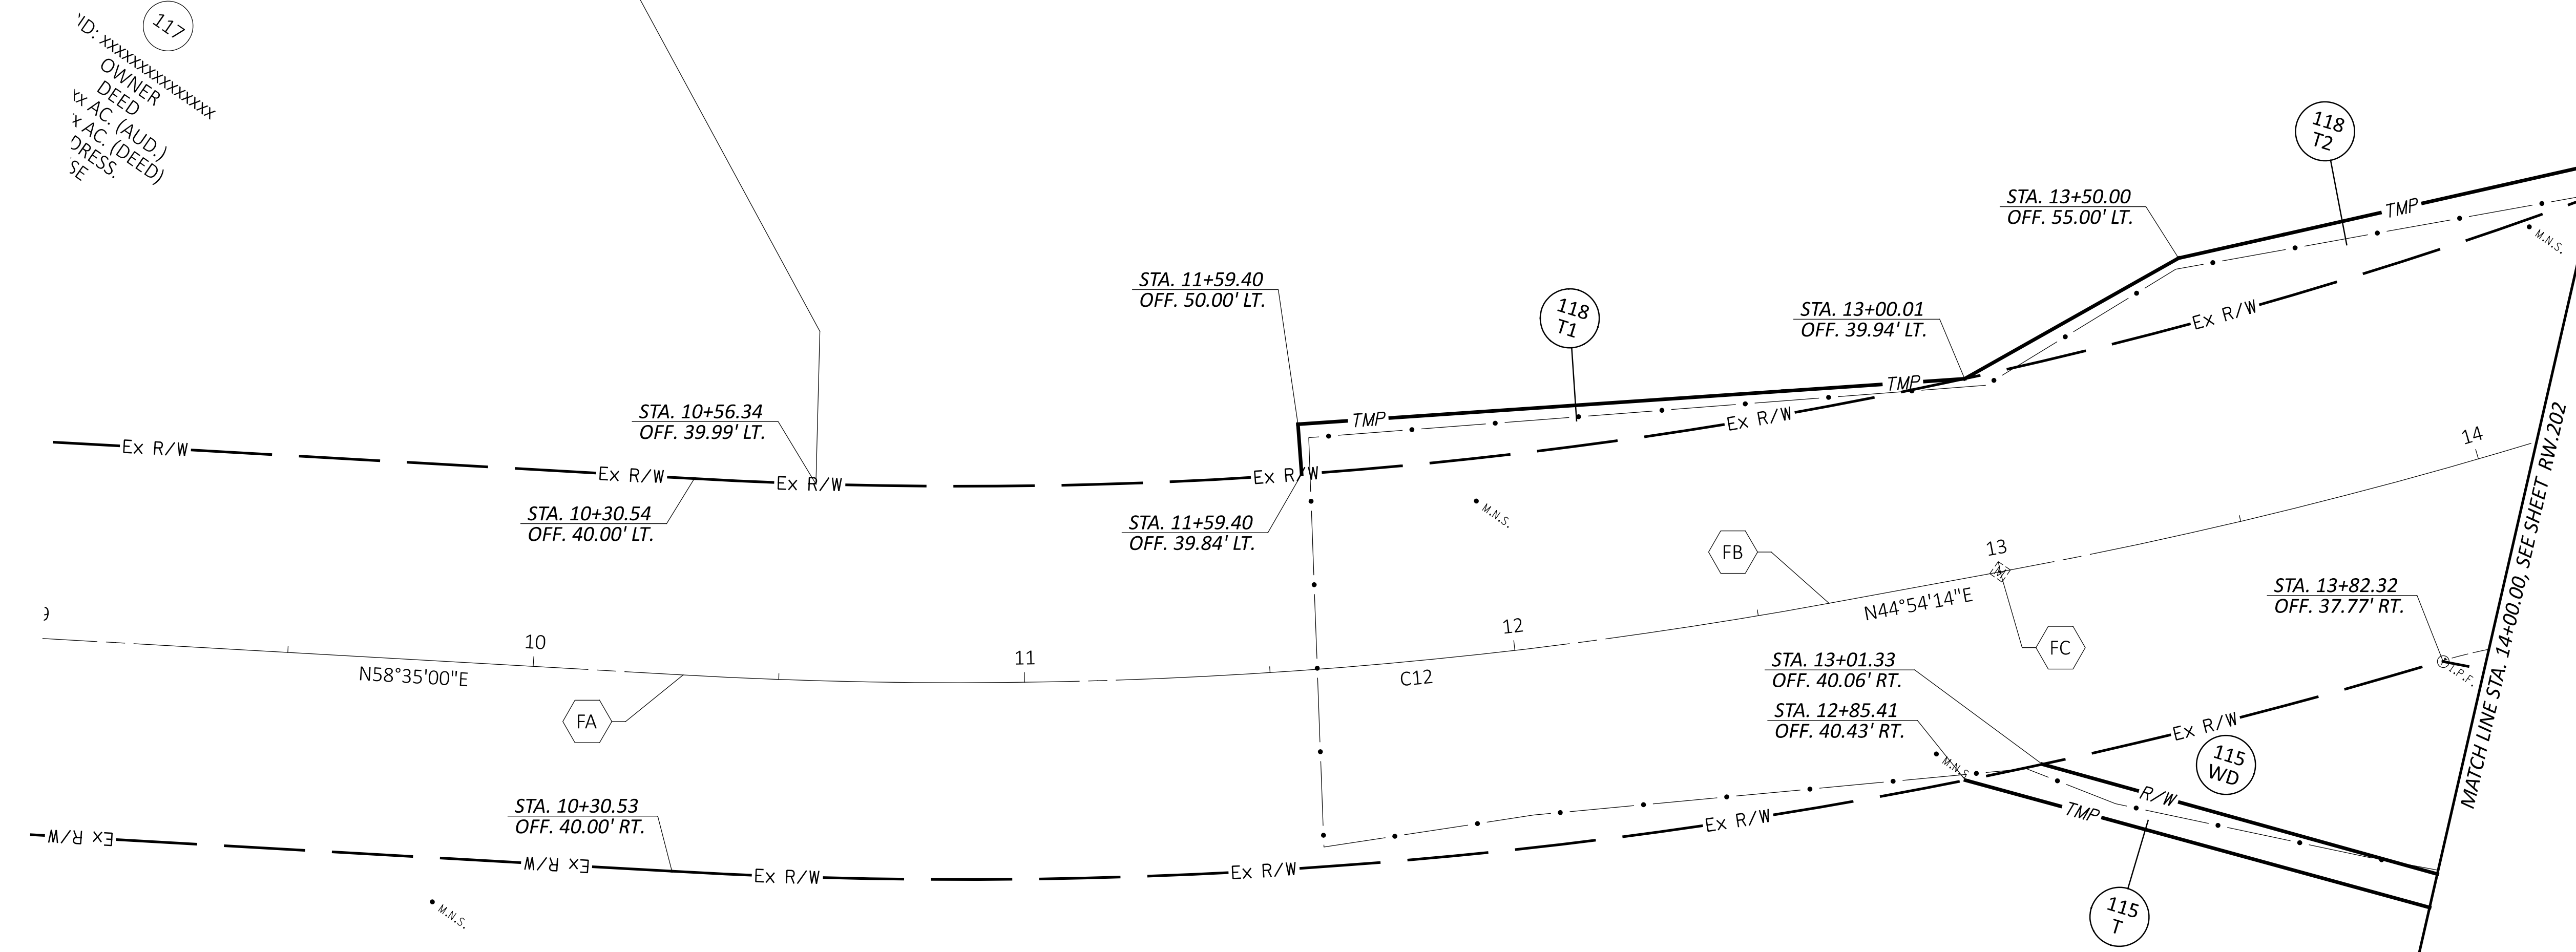 117
ID: xxxxxxxxxxxxxxx
OWNER
DEED
xx AC. (AUD.)
x AC. (DEED)
DRESS.
SE
118
T2
STA. 13+50.00
OFF. 55.00' LT.
TMP
M.N.S.
STA. 11+59.40
OFF. 50.00' LT.
118
T1
STA. 13+00.01
OFF. 39.94' LT.
Ex R/W
TMP
TMP
STA. 10+56.34
OFF. 39.99' LT.
Ex R/W
Ex R/W
Ex R/W
Ex R/W
Ex R/W
14
MATCH LINE STA. 14+00.00, SEE SHEET RW.202
STA. 10+30.54
OFF. 40.00' LT.
STA. 11+59.40
OFF. 39.84' LT.
M.N.S.
FB
13
9
10
11
12
N58°35'00"E
C12
N44°54'14"E
STA. 13+82.32
OFF. 37.77' RT.
FA
FC
STA. 13+01.33
OFF. 40.06' RT.
I.P.F.
STA. 12+85.41
OFF. 40.43' RT.
Ex R/W
M.N.S.
115
WD
R/W
STA. 10+30.53
OFF. 40.00' RT.
TMP
Ex R/W
Ex R/W
Ex R/W
Ex R/W
Ex R/W
M.N.S.
115
T